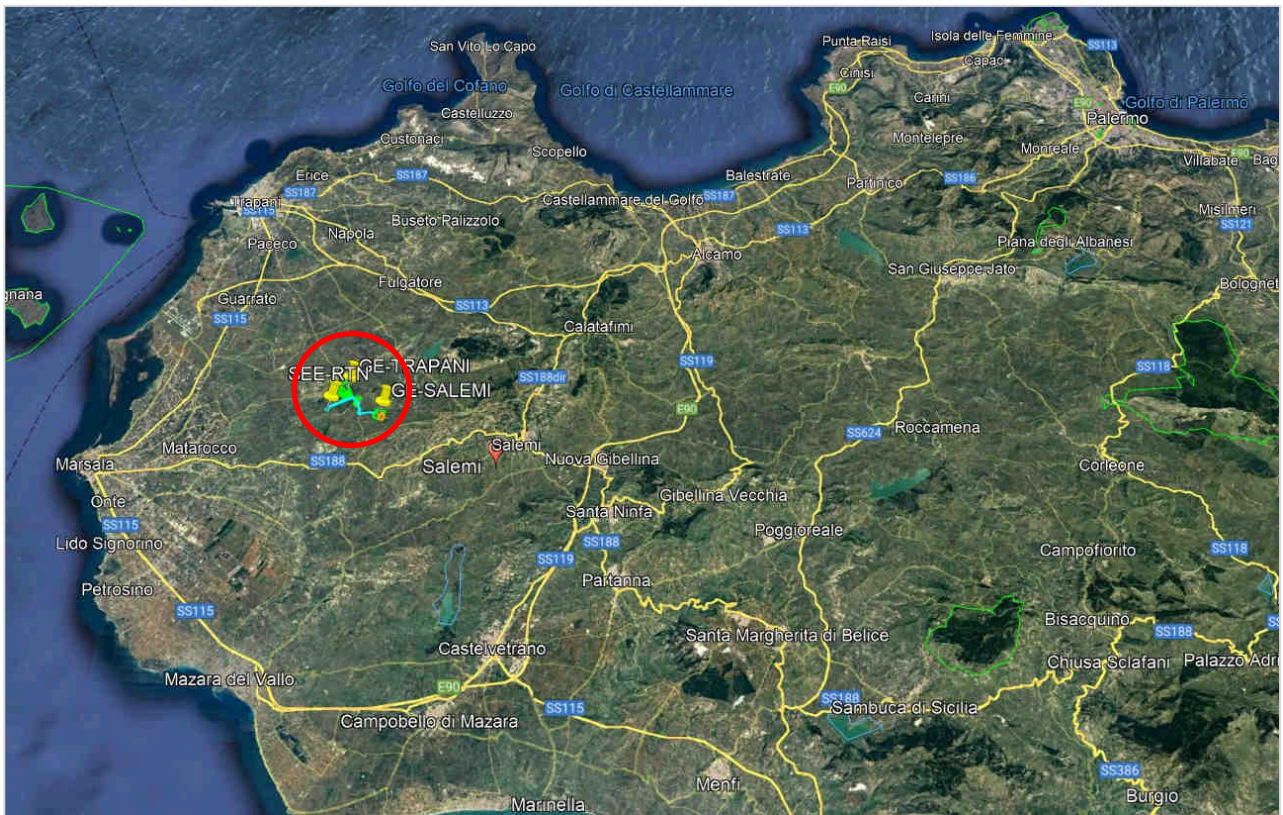 San Vito Lo Capo
Punta Raisi
Isola delle Femmine
SS113
Capaci
Cinisi
Golfo del Cofano
Golfo di Castellammare
E90
Carini
E90
Golfo di Palermo
Castelluzzo
Palermo
Custonaci
Montelepre
Scopello
Monreale
Villabate
E90
Bag
Erice
SS187
SS187
Balestrate
SS187
Partinico
SS186
Trapani
SS115
Castellammare del Golfo
Misilmeri
Buseto Palizzolo
SS113
SS121
Paceco
Napola
Alcamo
Piana degli Albanesi
San Giuseppe Jato
Fulgatore
Bolognet
gnana
Guarrato
SS113
SS115
Calatafimi
SS119
SS118
SEE-RTN
GE-TRAPANI
SS188dir
GE-SALEMI
E90
Roccamena
SS624
Matarocco
Salemi
Marsala
SS188
Salemi
Nuova Gibellina
Corleone
Gibellina Vecchia
Onte
Santa Ninfa
SS115
Poggioreale
Lido Signorino
SS188
SS119
Campofiorito
SS118
Partanna
Petrosino
SS115
Bisacquino
SS188
Santa Margherita di Belice
Castelvetrano
Chiusa Sclafani
Palazzo Adri
Mazara del Vallo
E90
SS188
Sambuca di Sicilia
SS115
Campobello di Mazara
SS386
Menfi
Burgio
Marinella